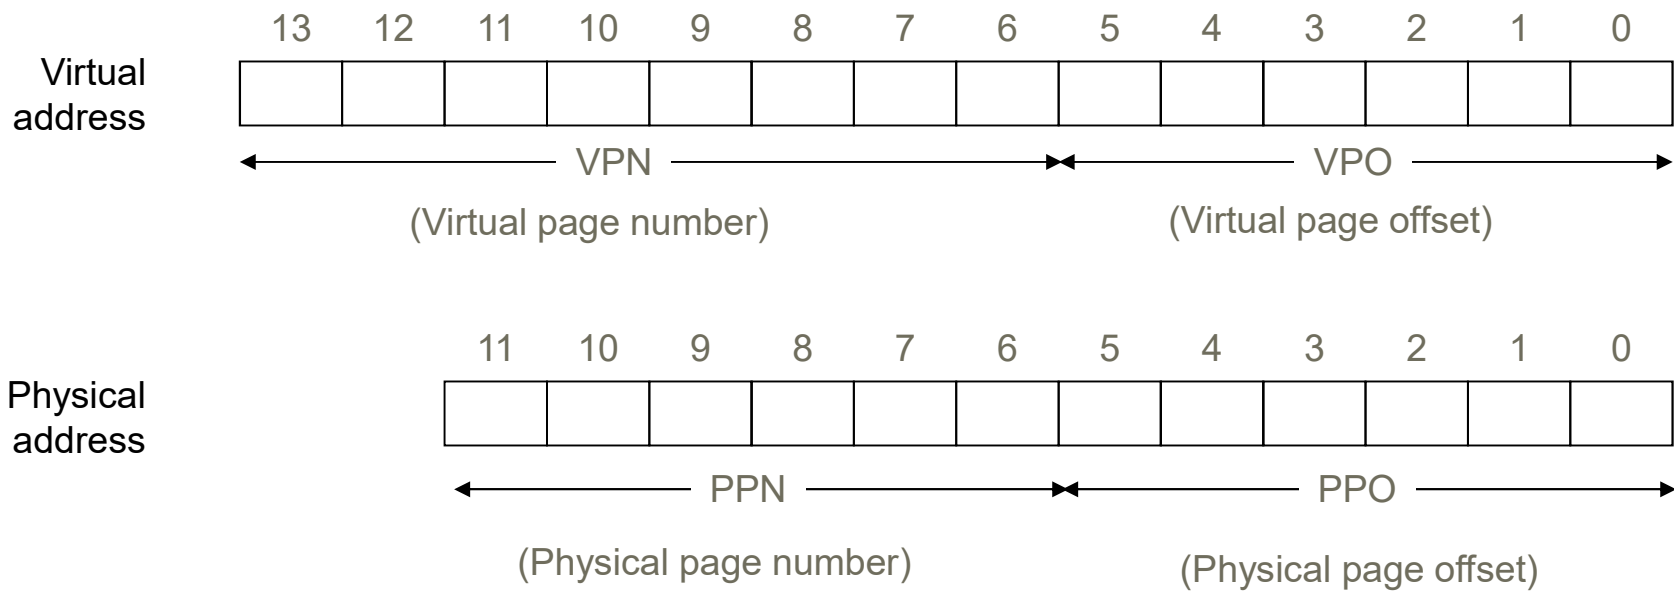 13 12 11 10 9 8 7 6 5 4 3 2 1 0
Virtual
address
VPN VPO
(Virtual page number) (Virtual page offset)
11 10 9 8 7 6 5 4 3 2 1 0
Physical
address
PPN PPO
(Physical page number) (Physical page offset)